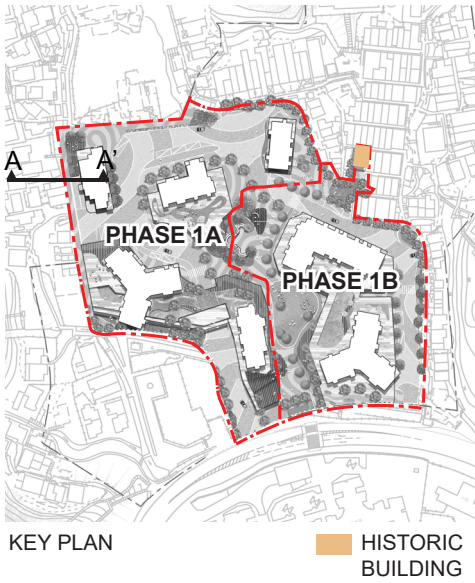 A A'
PHASE 1A
PHASE 1B
KEY PLAN
HISTORIC
BUILDING